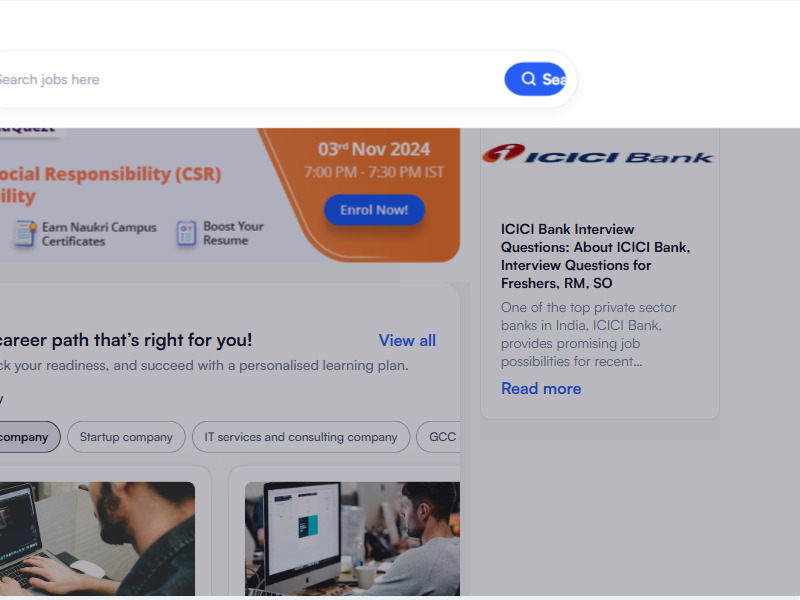 Search jobs here
Sea
03rd Nov 2024
7:00 PM - 7:30 PM IST
Enrol Now!
ocial Responsibility (CSR)
ility
Earn Naukri Campus
Certificates
Boost Your
Resume
ICICI Bank
ICICI Bank Interview
Questions: About ICICI Bank,
Interview Questions for
Freshers, RM, SO
One of the top private sector
banks in India, ICICI Bank,
provides promising job
possibilities for recent...
Read more
career path that's right for you!
View all
ck your readiness, and succeed with a personalised learning plan.
y
company
Startup company
IT services and consulting company
GCC